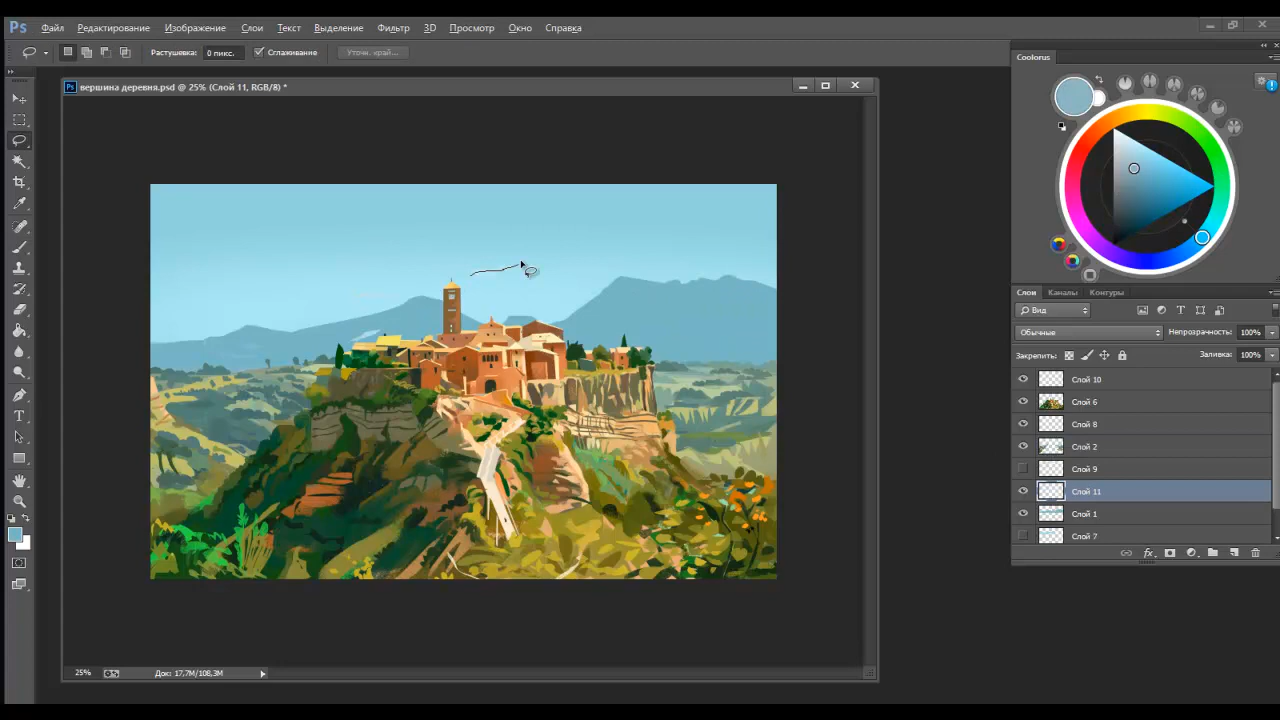 Ps Файл Редактирование Изображение Слои Текст Выделение Фильтр 3D Просмотр Окно Справка
Растушевка: 0 пикс. Сглаживание Уточн. край...
Ps вершина деревня.psd @ 25% (Слой 11, RGB/8) *
Coolorus
Слои Каналы Контуры
Вид
Обычные Непрозрачность: 100%
Закрепить: Заливка: 100%
Слой 10
Слой 6
Слой 8
Слой 2
Слой 9
Слой 11
Слой 1
Слой 7
fx
25% Док: 17,7M/108,3M